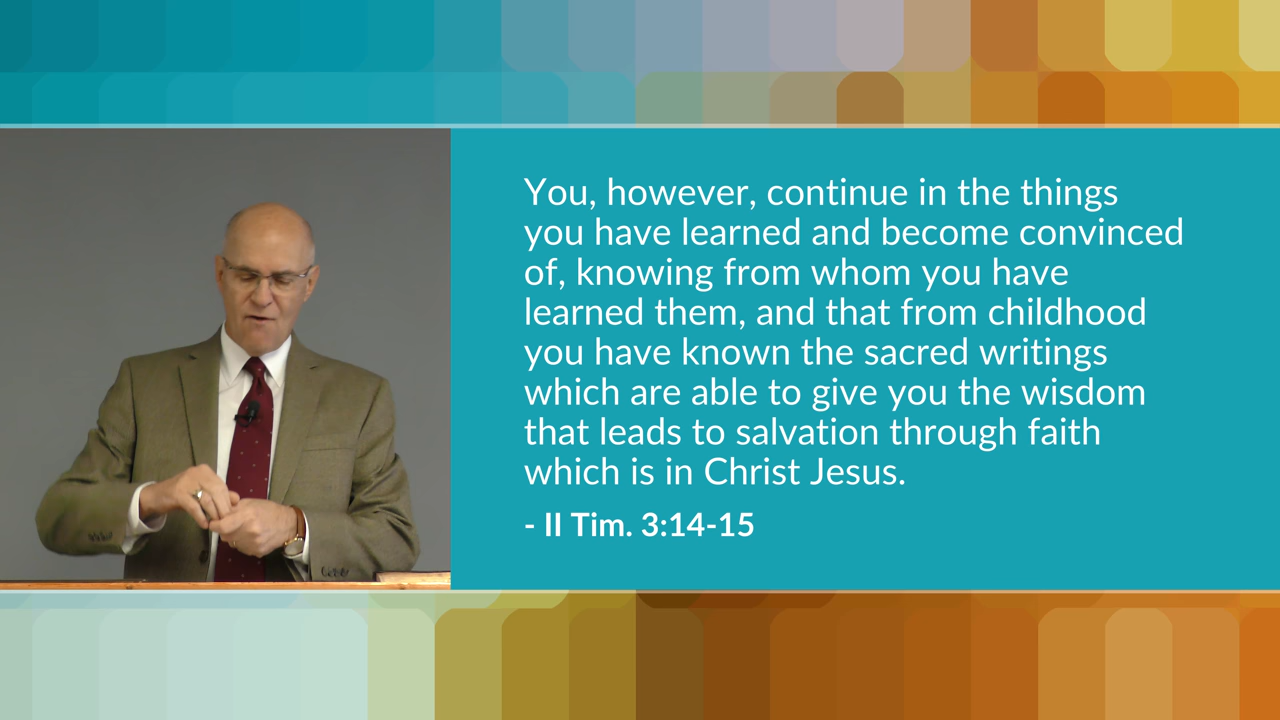 You, however, continue in the things
you have learned and become convinced
of, knowing from whom you have
learned them, and that from childhood
you have known the sacred writings
which are able to give you the wisdom
that leads to salvation through faith
which is in Christ Jesus.
- II Tim. 3:14-15